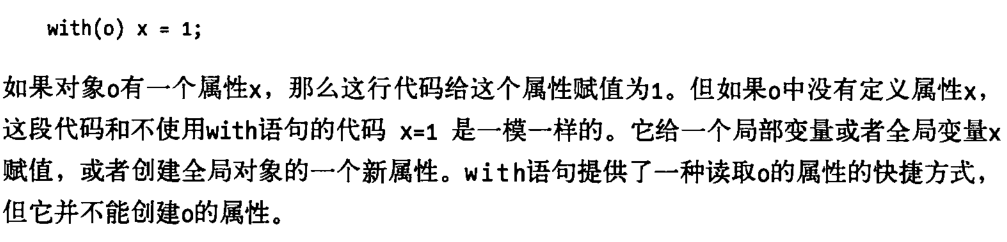 with(o) x = 1;
如果对象o有一个属性x，那么这行代码给这个属性赋值为1。但如果o中没有定义属性x，
这段代码和不使用with语句的代码 x=1 是一模一样的。它给一个局部变量或者全局变量x
赋值，或者创建全局对象的一个新属性。with语句提供了一种读取o的属性的快捷方式，
但它并不能创建o的属性。